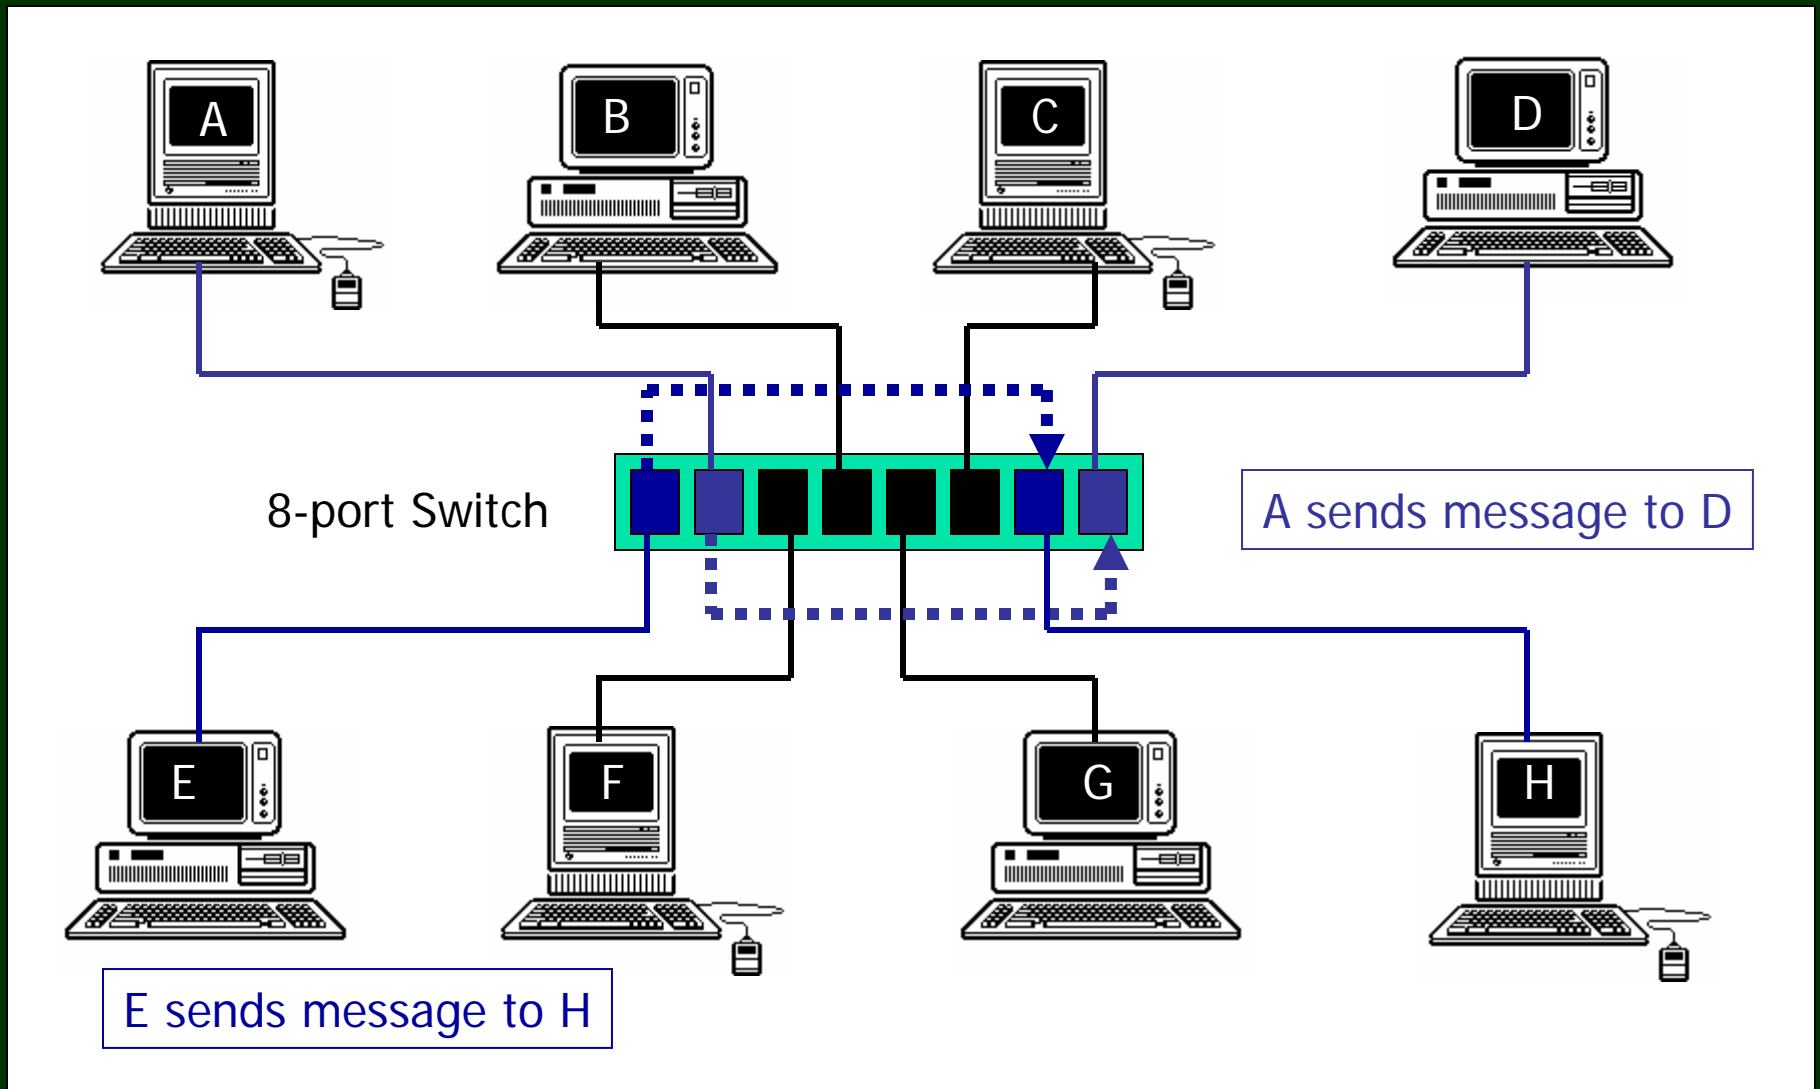 A
B
C
D
8-port Switch
A sends message to D
E
F
G
H
E sends message to H